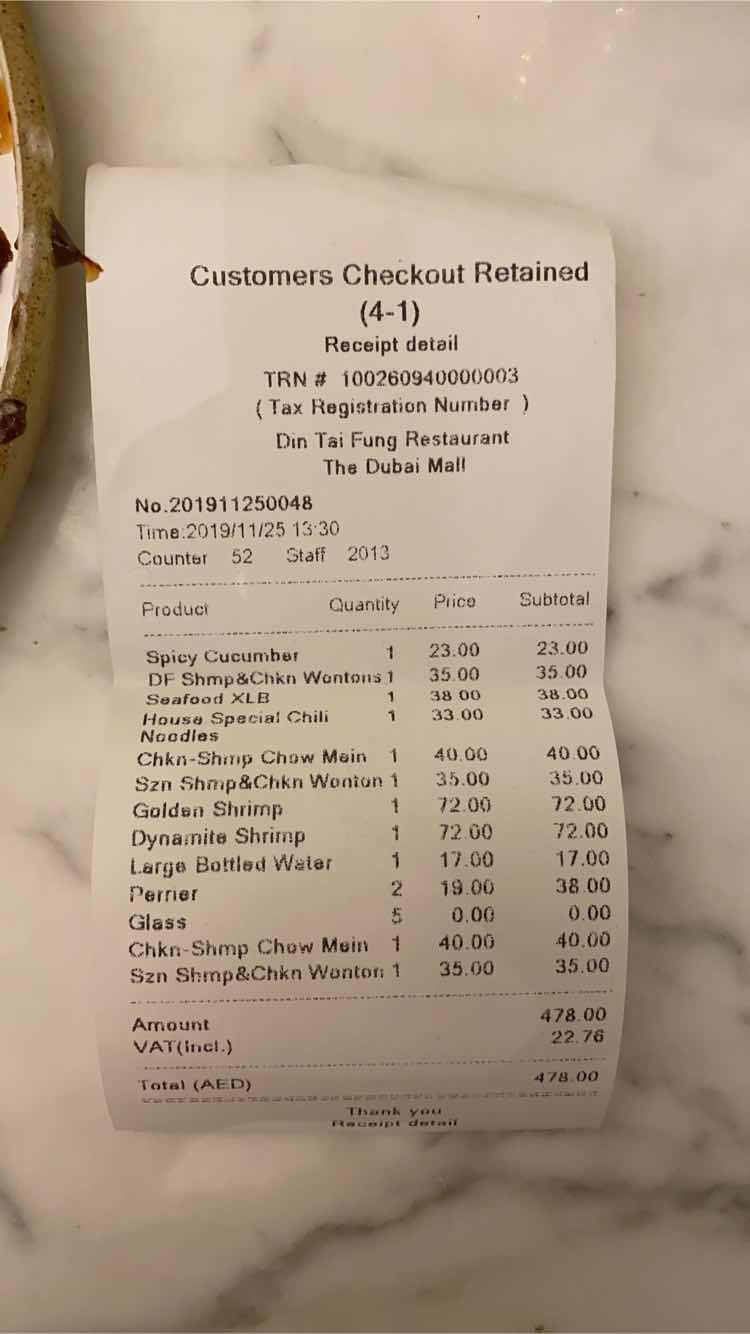 Customers Checkout Retained
(4-1)
Receipt detail
TRN # 100260940000003
( Tax Registration Number )
Din Tai Fung Restaurant
The Dubai Mall
No.201911250048
Time:2019/11/25 13:30
Counter 52 Staff 2013
Product Quantity Price Subtotal
Spicy Cucumber 1 23.00 23.00
DF Shmp&Chkn Wontons 1 35.00 35.00
Seafood XLB 1 38.00 38.00
House Special Chili 1 33.00 33.00
Noodles
Chkn-Shmp Chow Mein 1 40.00 40.00
Szn Shmp&Chkn Wonton 1 35.00 35.00
Golden Shrimp 1 72.00 72.00
Dynamite Shrimp 1 72.00 72.00
Large Bottled Water 1 17.00 17.00
Perrier 2 19.00 38.00
Glass 5 0.00 0.00
Chkn-Shmp Chow Mein 1 40.00 40.00
Szn Shmp&Chkn Wonton 1 35.00 35.00
Amount 478.00
VAT(Incl.) 22.76
Total (AED) 478.00
Thank you
Receipt detail